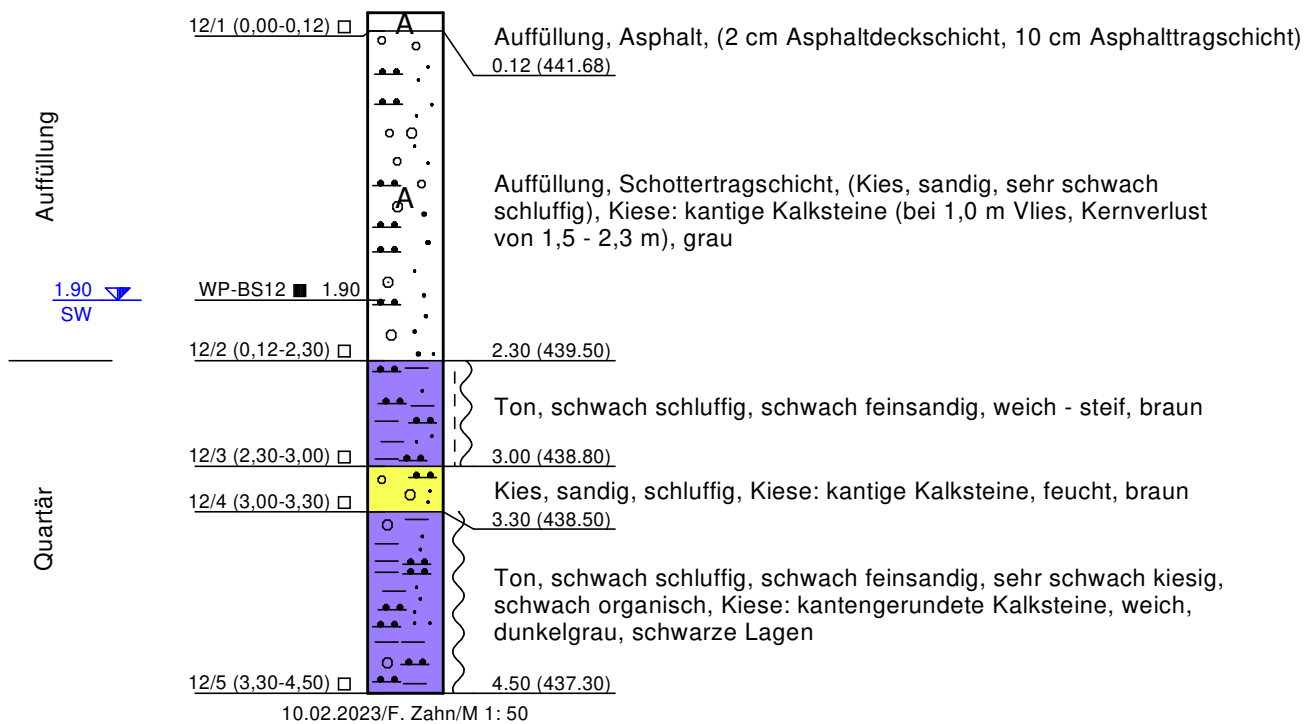 12/1 (0,00-0,12)
A
Auffüllung, Asphalt, (2 cm Asphaltdeckschicht, 10 cm Asphalttragschicht)
0.12 (441.68)
Auffüllung
A
Auffüllung, Schottertragschicht, (Kies, sandig, sehr schwach
schluffig), Kiese: kantige Kalksteine (bei 1,0 m Vlies, Kernverlust
von 1,5 - 2,3 m), grau
1.90
SW
WP-BS12 1.90
12/2 (0,12-2,30)
2.30 (439.50)
Ton, schwach schluffig, schwach feinsandig, weich - steif, braun
12/3 (2,30-3,00)
3.00 (438.80)
Quartär
Kies, sandig, schluffig, Kiese: kantige Kalksteine, feucht, braun
12/4 (3,00-3,30)
3.30 (438.50)
Ton, schwach schluffig, schwach feinsandig, sehr schwach kiesig,
schwach organisch, Kiese: kantengerundete Kalksteine, weich,
dunkelgrau, schwarze Lagen
12/5 (3,30-4,50)
4.50 (437.30)
10.02.2023/F. Zahn/M 1: 50